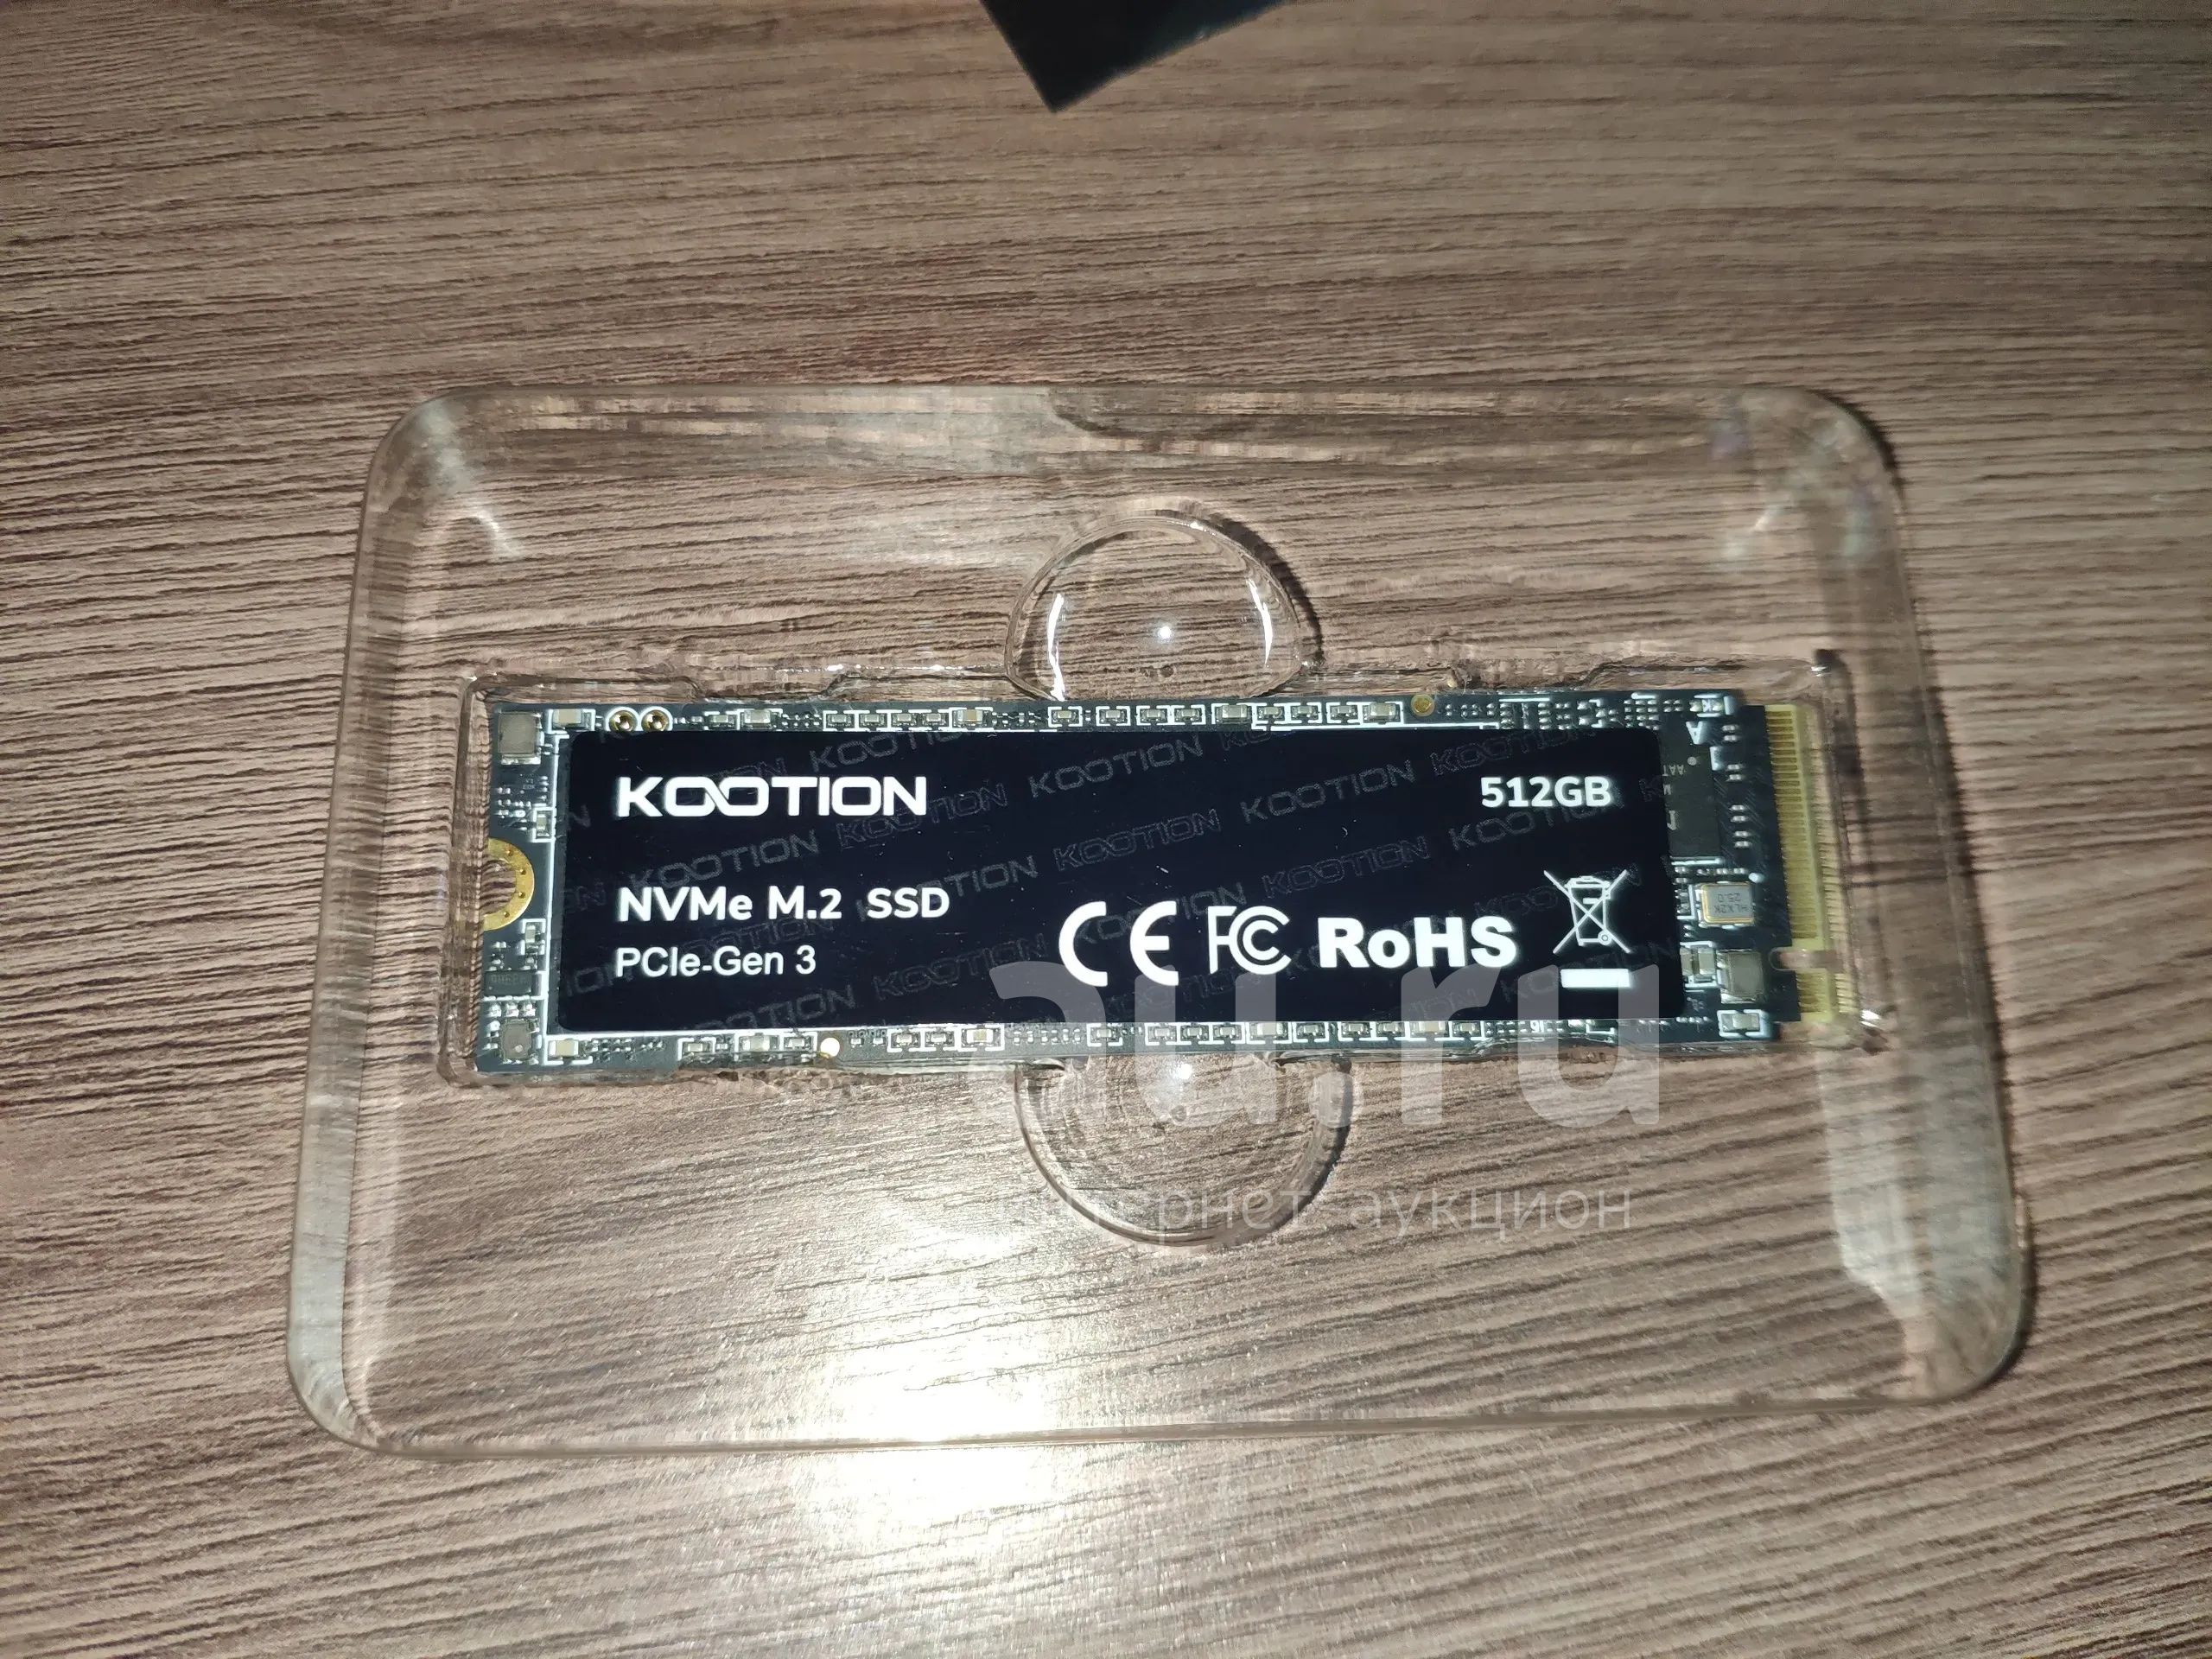 KOOTION
512GB
NVMe M.2 SSD
PCIe-Gen 3
CE FC RoHS
au.ru
интернет-аукцион